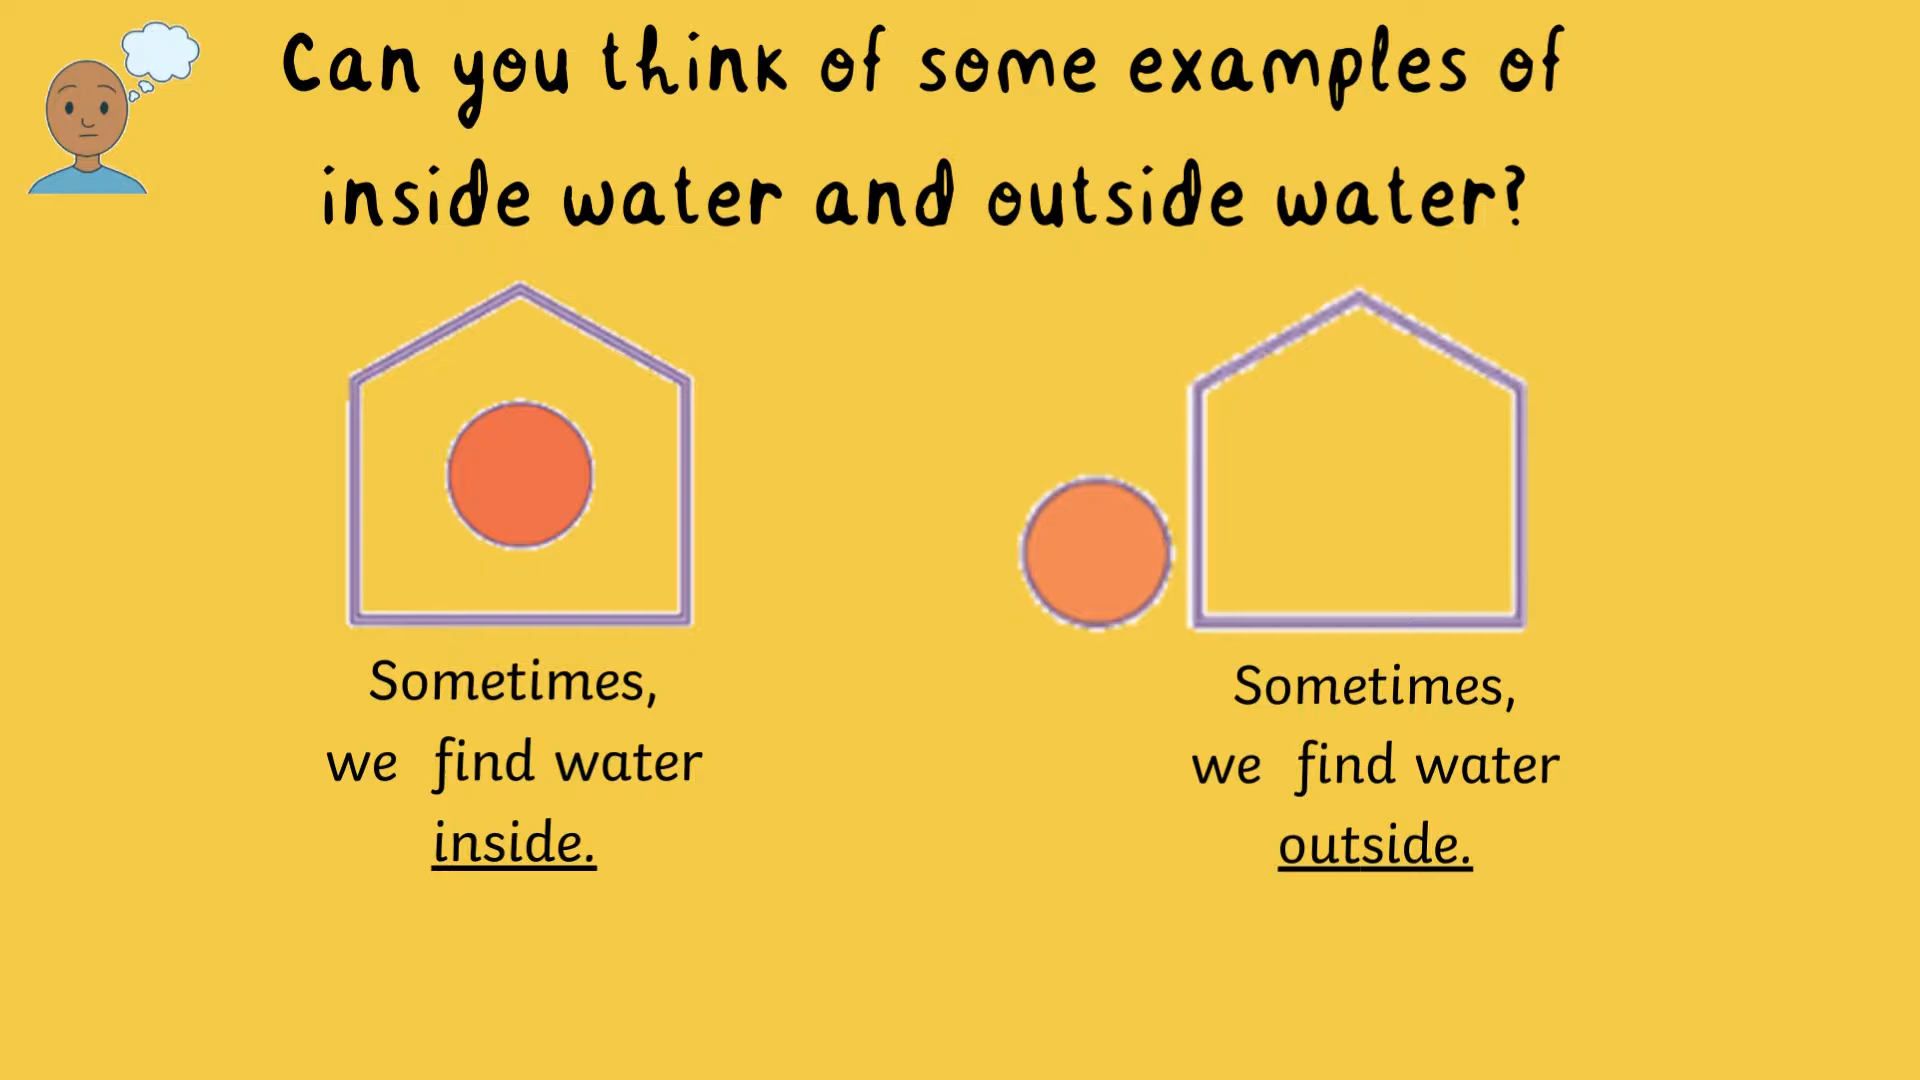 Can you think of some examples of
inside water and outside water?
Sometimes,
we find water
inside.
Sometimes,
we find water
outside.